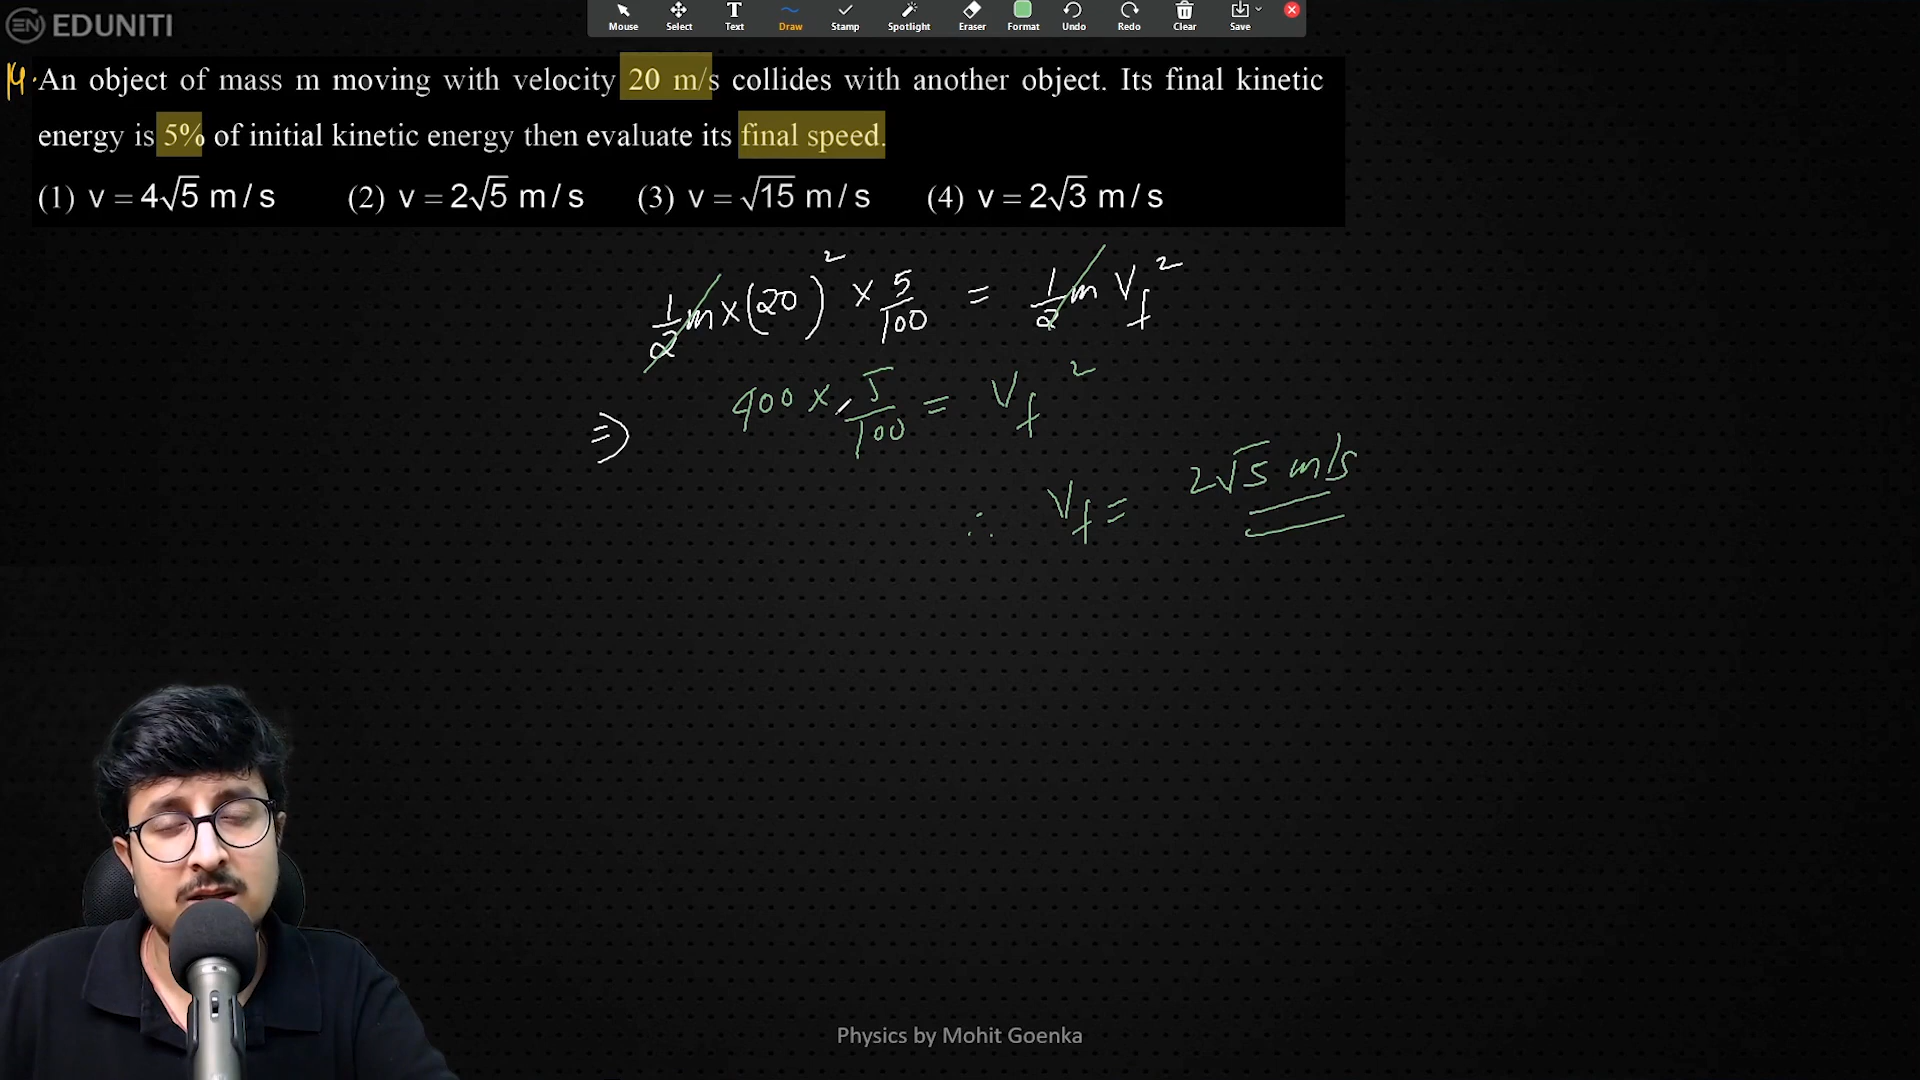 EN EDUNITI
Mouse Select Text Draw Stamp Spotlight Eraser Format Undo Redo Clear Save
14. An object of mass m moving with velocity 20 m/s collides with another object. Its final kinetic
energy is 5% of initial kinetic energy then evaluate its final speed.
(1) v = 4√5 m / s (2) v = 2√5 m / s (3) v = √15 m / s (4) v = 2√3 m / s
1/2 m × (20)² × 5/100 = 1/2 m V_f²
⇒ 400 × 5/100 = V_f²
∴ V_f = 2√5 m/s
Physics by Mohit Goenka